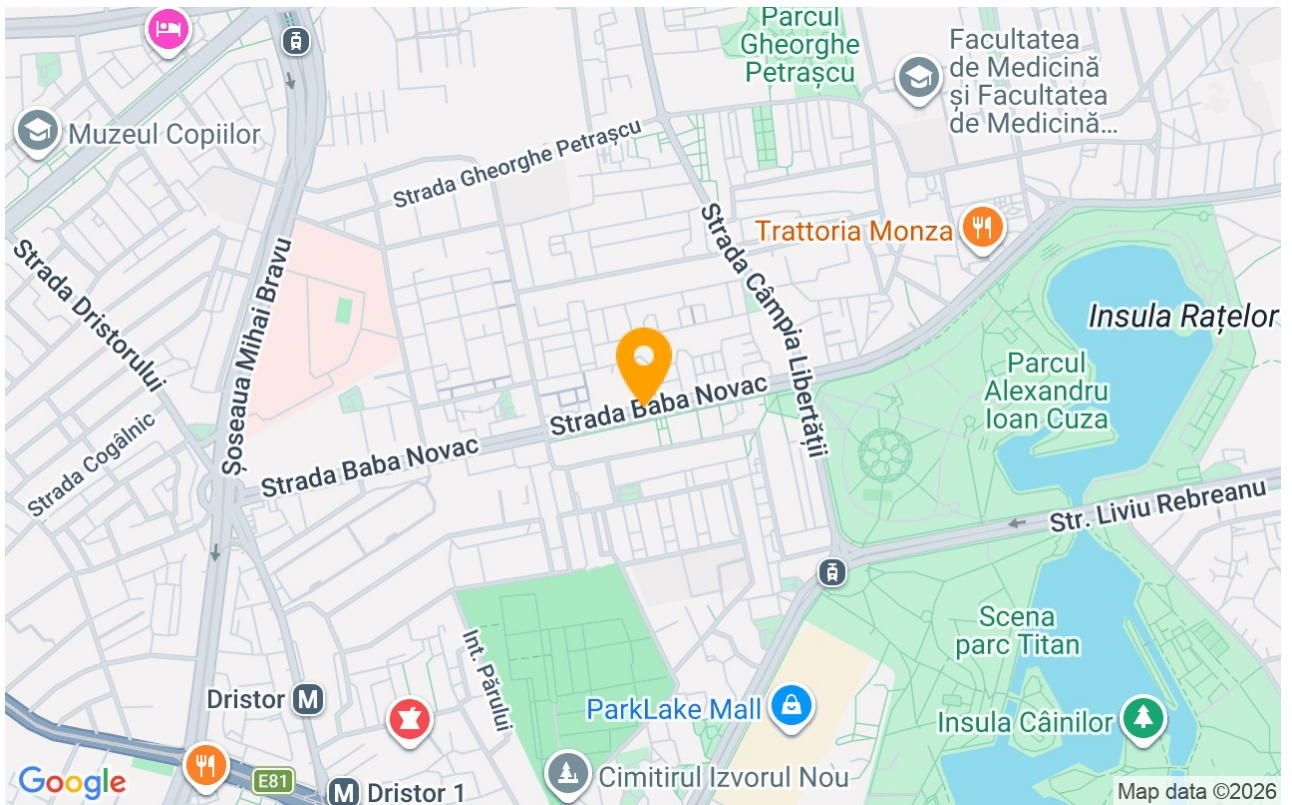 Parcul
Gheorghe
Petrașcu
Facultatea
de Medicină
și Facultatea
de Medicină...
Muzeul Copiilor
Strada Gheorghe Petrașcu
Trattoria Monza
Strada Câmpia Libertății
Șoseaua Mihai Bravu
Strada Dristorului
Insula Rațelor
Parcul
Alexandru
Ioan Cuza
Strada Baba Novac
Strada Baba Novac
Strada Cogâlnic
Str. Liviu Rebreanu
Scena
parc Titan
Int. Părului
Dristor M
ParkLake Mall
Insula Câinilor
Cimitirul Izvorul Nou
Google
E81
M Dristor 1
Map data ©2026